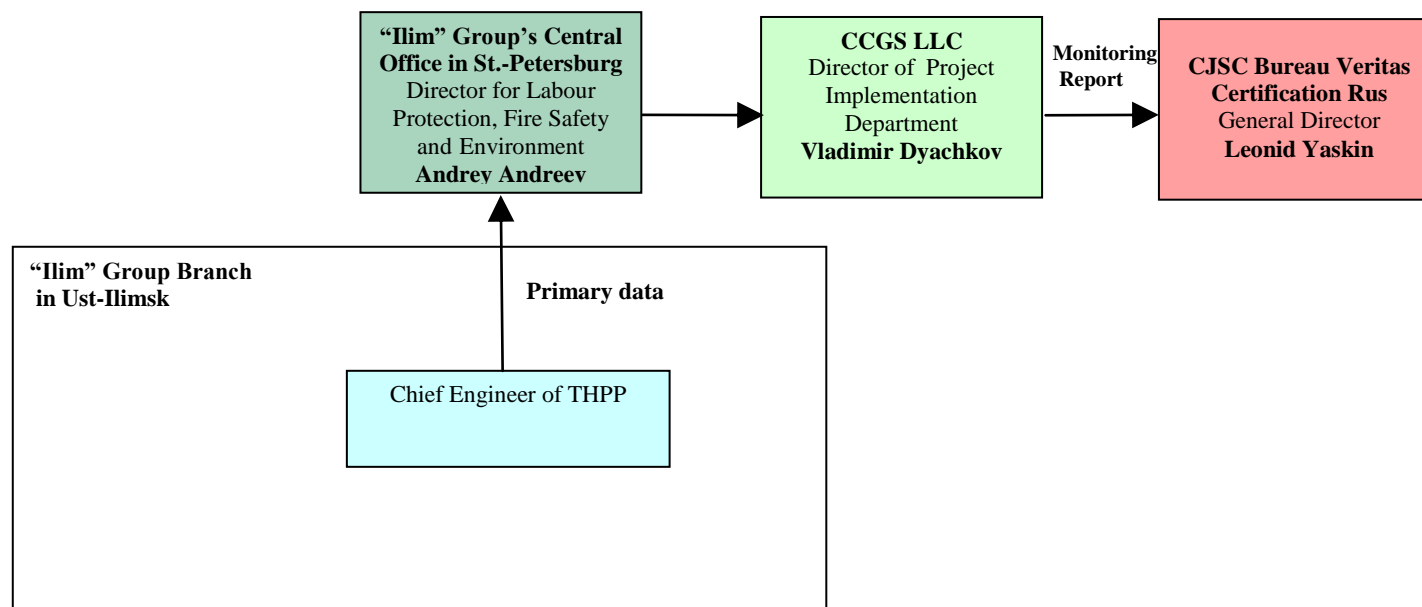 “Ilim” Group’s Central
Office in St.-Petersburg
Director for Labour
Protection, Fire Safety
and Environment
Andrey Andreev
CCGS LLC
Director of Project
Implementation
Department
Vladimir Dyachkov
Monitoring
Report
CJSC Bureau Veritas
Certification Rus
General Director
Leonid Yaskin
“Ilim” Group Branch
in Ust-Ilimsk
Primary data
Chief Engineer of THPP